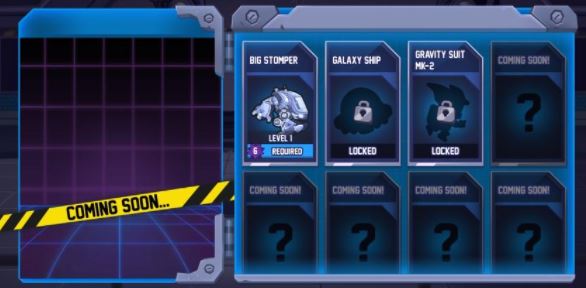 BIG STOMPER
LEVEL 1
6 REQUIRED
GALAXY SHIP
LOCKED
GRAVITY SUIT
MK-2
LOCKED
COMING SOON!
?
COMING SOON...
COMING SOON!
?
COMING SOON!
?
COMING SOON!
?
COMING SOON!
?